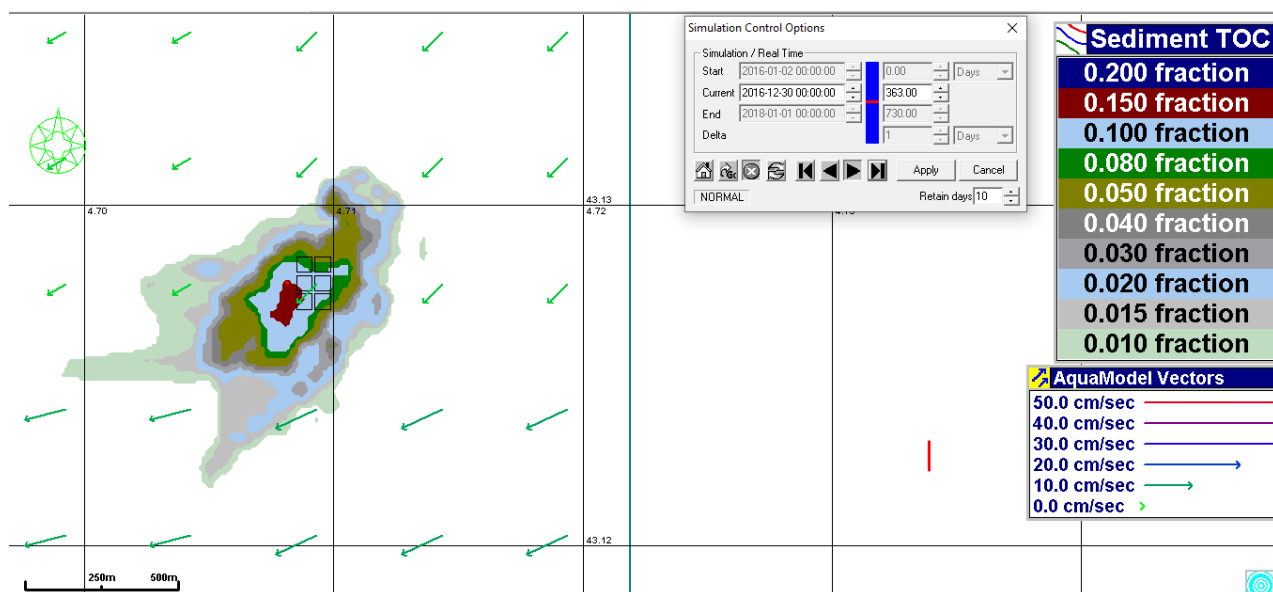 Simulation Control Options
Simulation / Real Time
Start 2016-01-02 00:00:00 0.00 Days
Current 2016-12-30 00:00:00 363.00
End 2018-01-01 00:00:00 730.00
Delta 1 Days
Apply Cancel
NORMAL Retain days 10
Sediment TOC
0.200 fraction
0.150 fraction
0.100 fraction
0.080 fraction
0.050 fraction
0.040 fraction
0.030 fraction
0.020 fraction
0.015 fraction
0.010 fraction
43.13
4.70 4.71 4.72
AquaModel Vectors
50.0 cm/sec
40.0 cm/sec
30.0 cm/sec
20.0 cm/sec
10.0 cm/sec
0.0 cm/sec
43.12
250m 500m